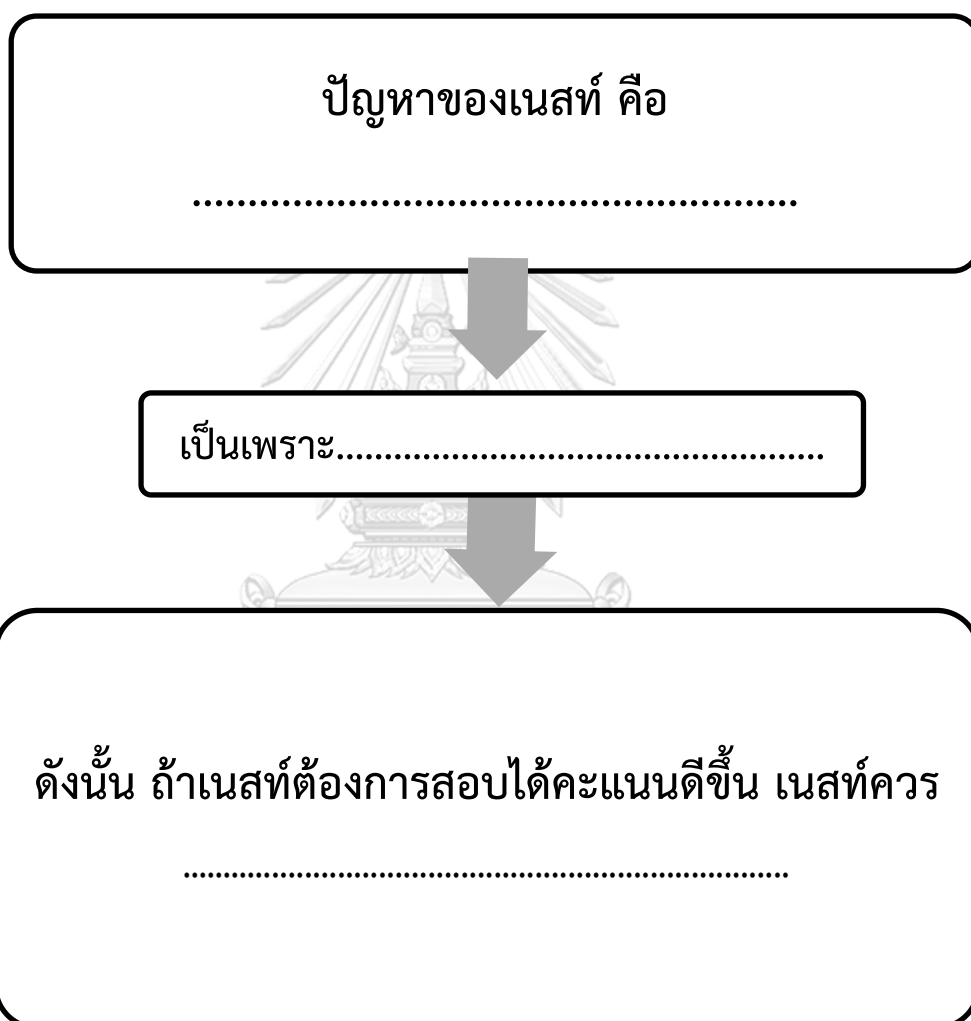 ปัญหาของเนสท์ คือ
.......................................................
เป็นเพราะ...................................................
ดังนั้น ถ้าเนสท์ต้องการสอบได้คะแนนดีขึ้น เนสท์ควร
...........................................................................